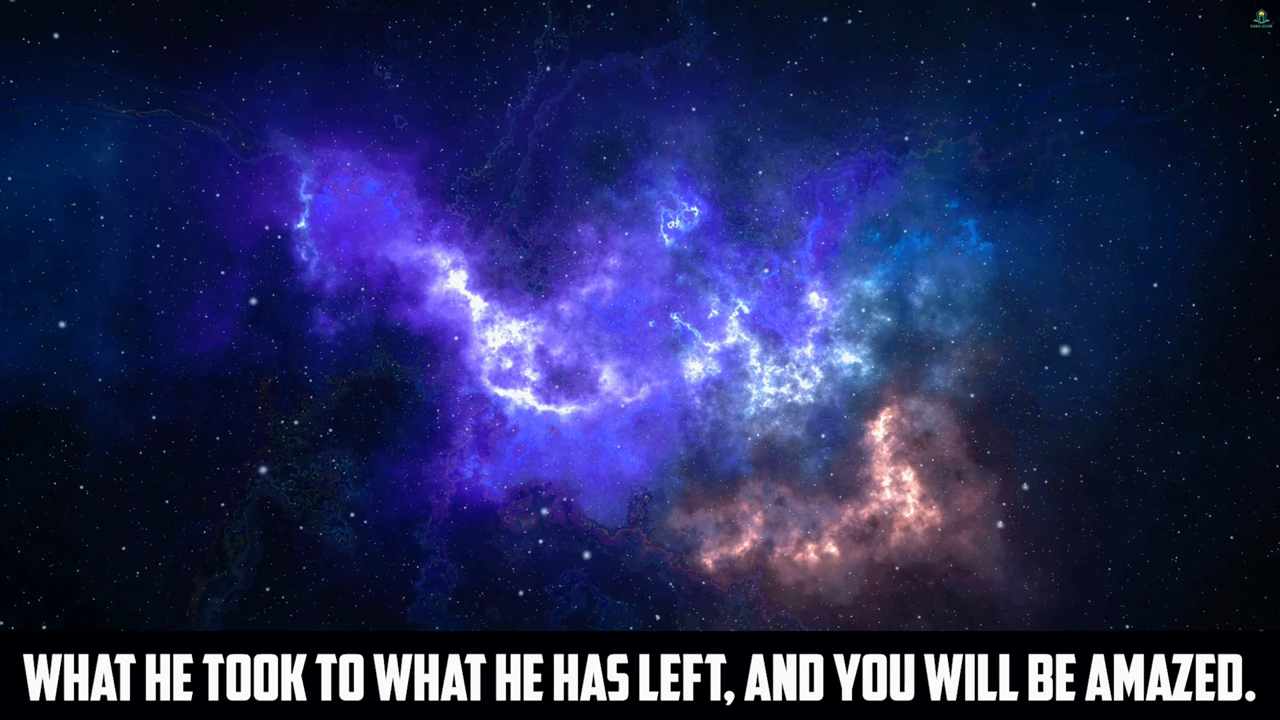 WHAT HE TOOK TO WHAT HE HAS LEFT, AND YOU WILL BE AMAZED.